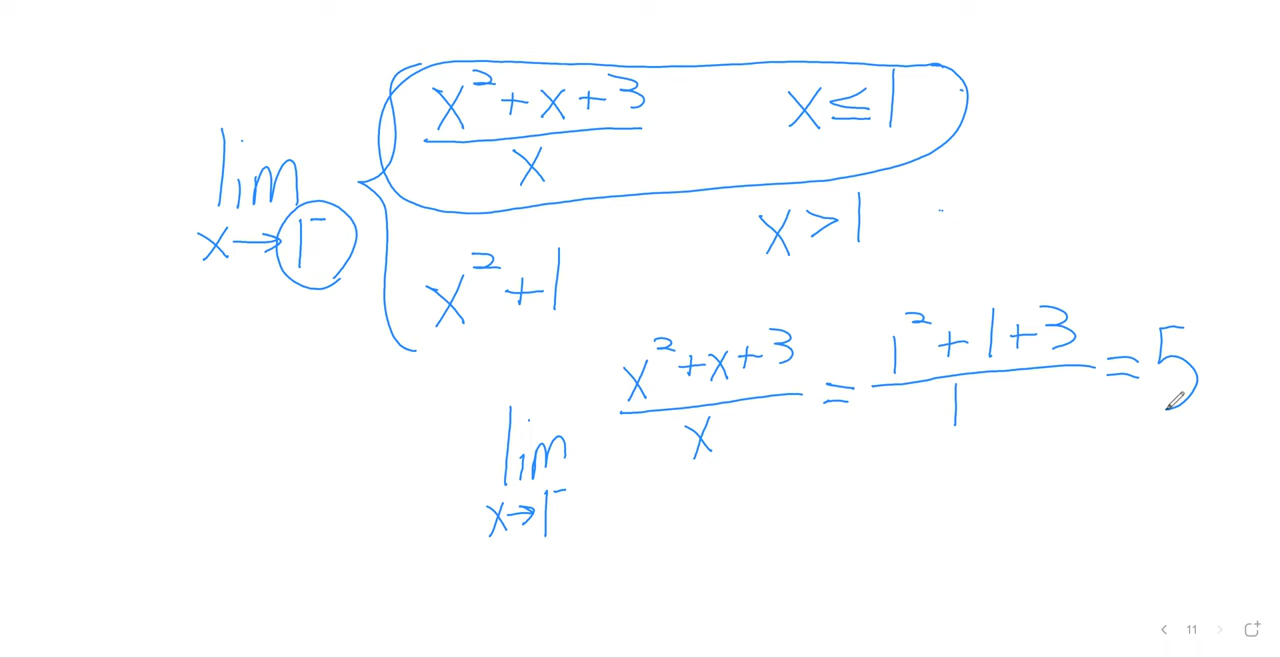 lim x→1⁻ { (x² + x + 3)/x    x ≤ 1
x² + 1    x > 1
lim x→1⁻ (x² + x + 3)/x = (1² + 1 + 3)/1 = 5
< 11 >